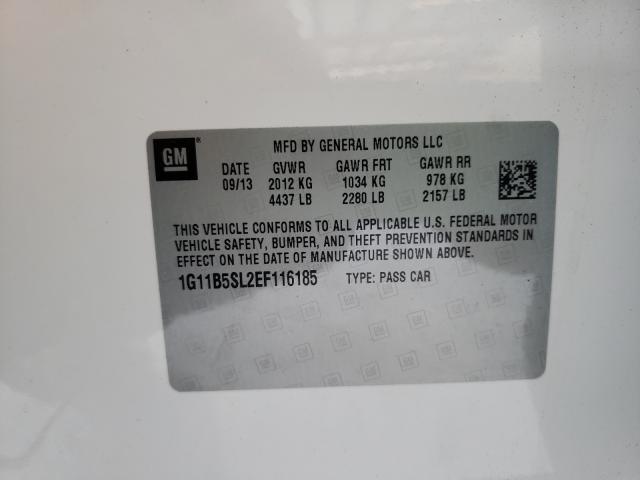 GM®
MFD BY GENERAL MOTORS LLC
DATE GVWR GAWR FRT GAWR RR
09/13 2012 KG 1034 KG 978 KG
4437 LB 2280 LB 2157 LB
THIS VEHICLE CONFORMS TO ALL APPLICABLE U.S. FEDERAL MOTOR
VEHICLE SAFETY, BUMPER, AND THEFT PREVENTION STANDARDS IN
EFFECT ON THE DATE OF MANUFACTURE SHOWN ABOVE.
1G11B5SL2EF116185 TYPE: PASS CAR